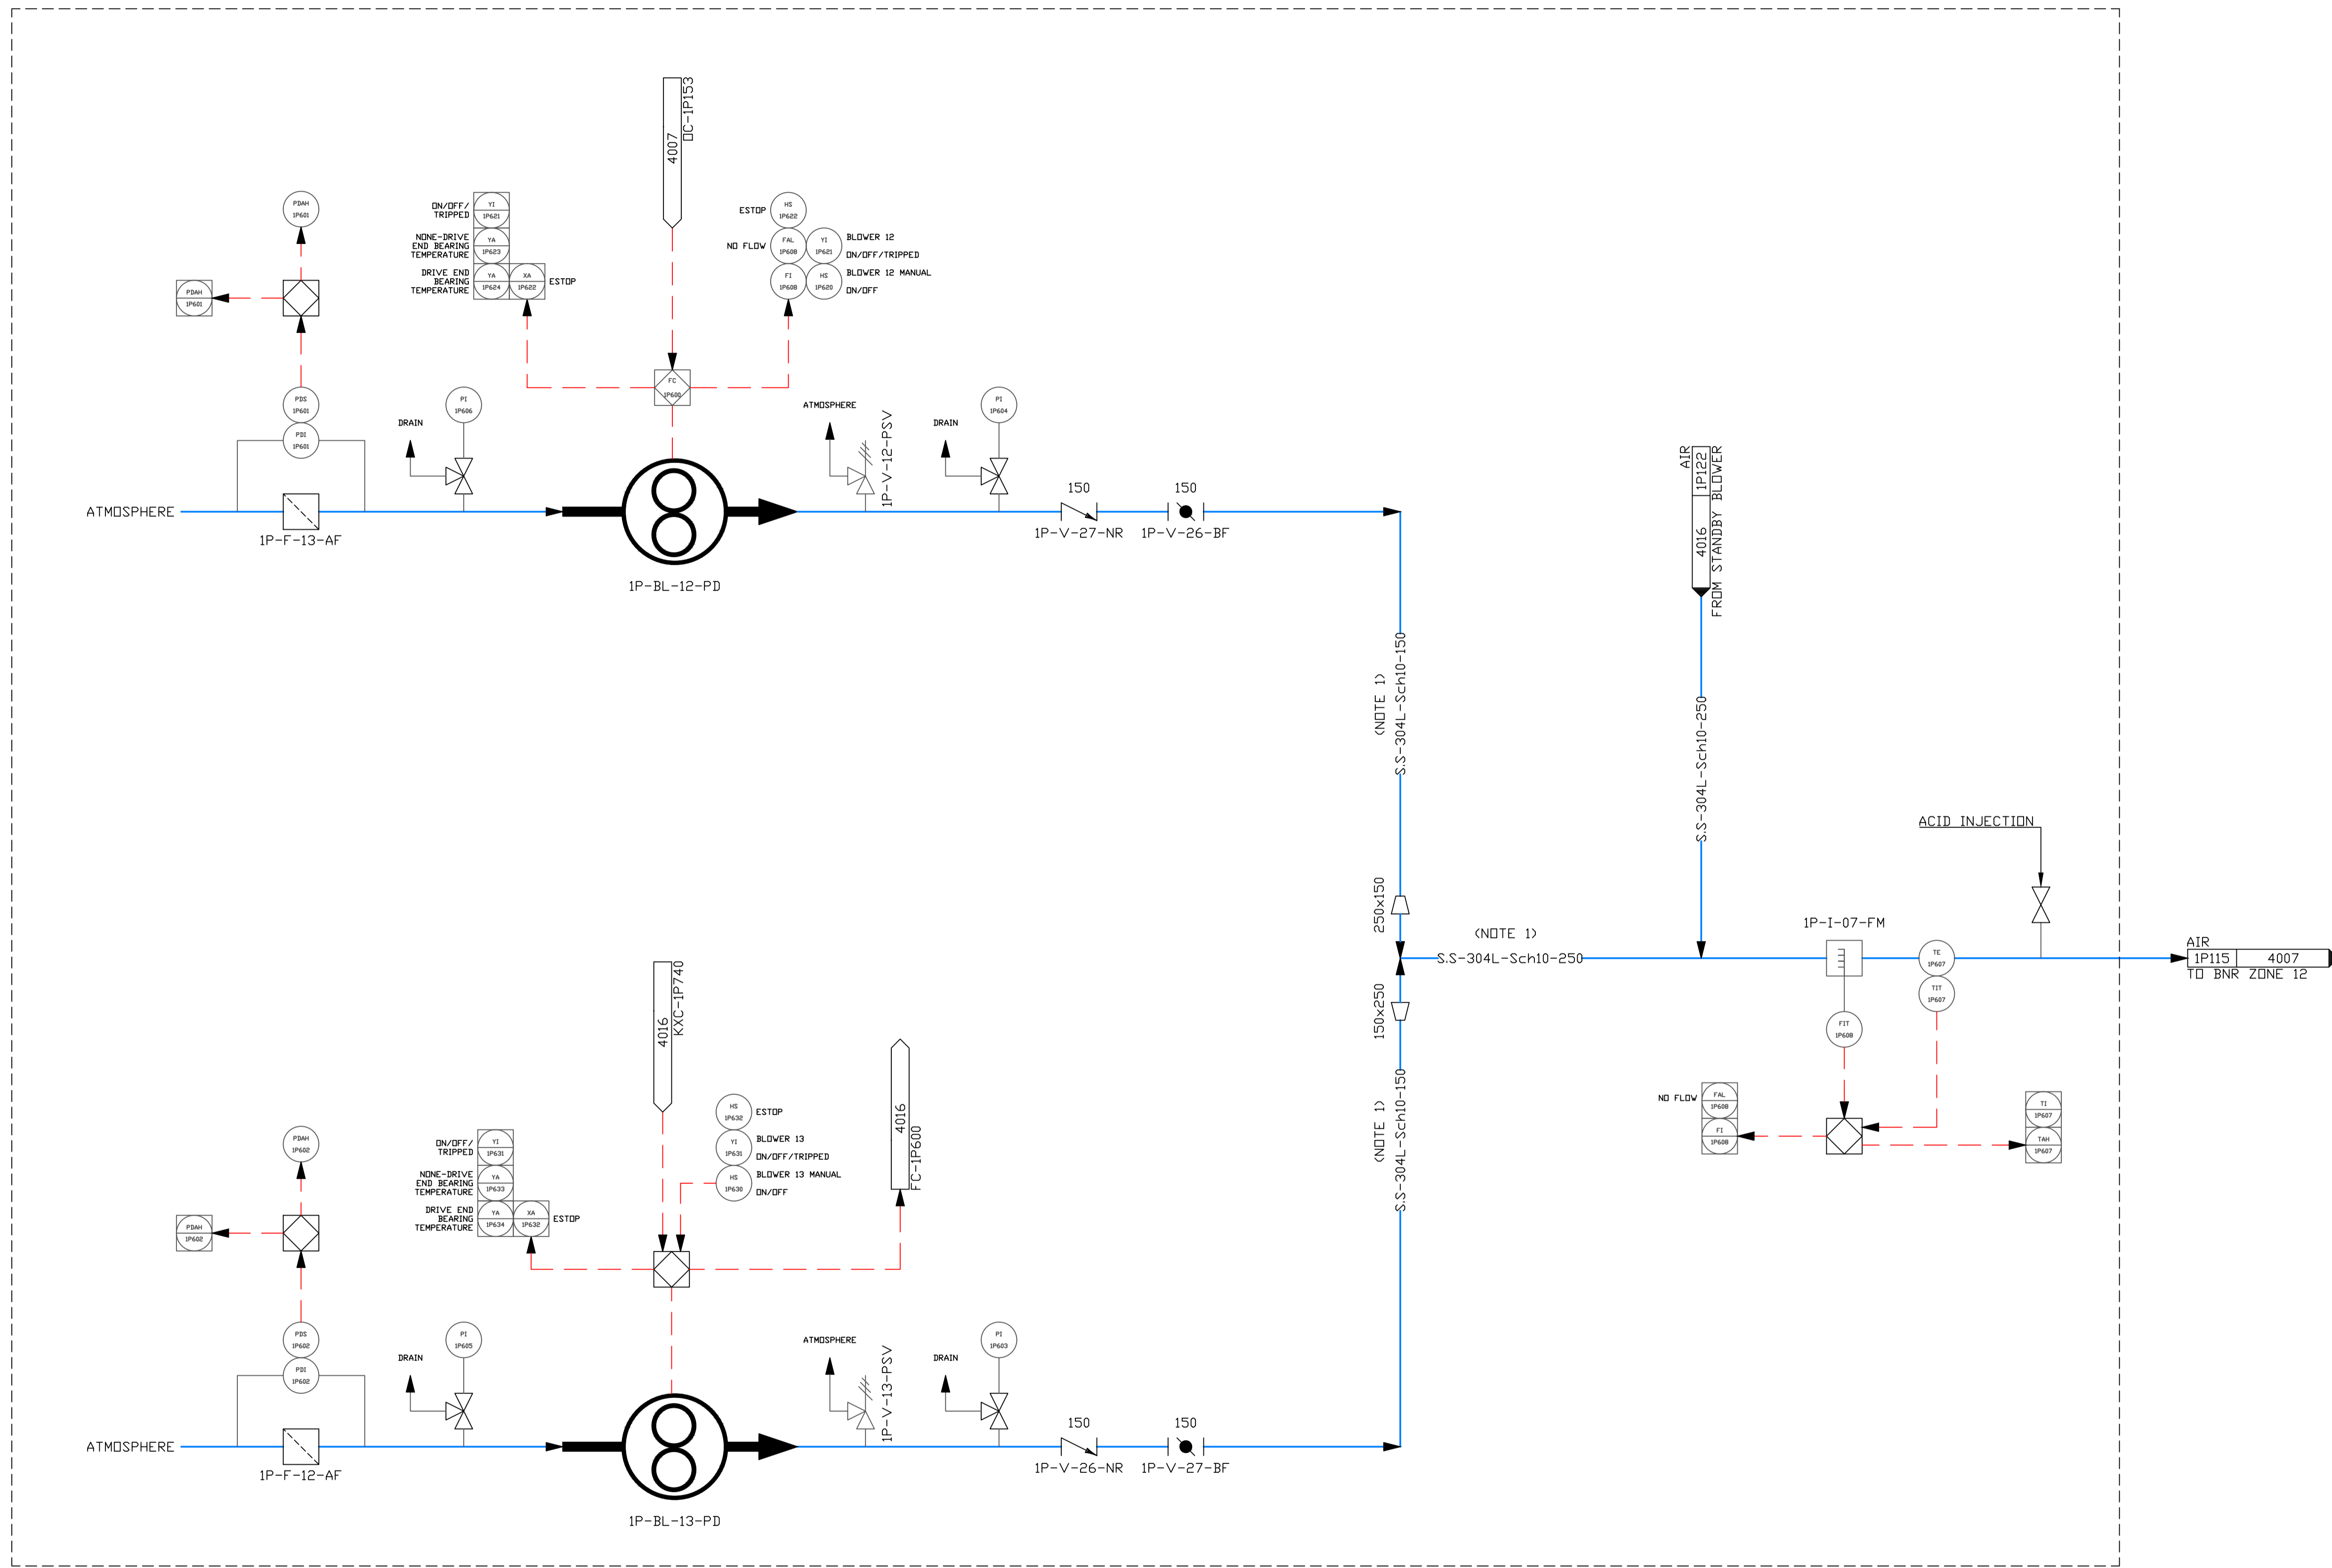 OC-1P153
4007
PDAH
1P601
PDAH
1P601
PDS
1P601
PDI
1P601
ATMOSPHERE
1P-F-13-AF
ON/OFF/
TRIPPED
YI
1P621
NONE-DRIVE
END BEARING
TEMPERATURE
YA
1P623
DRIVE END
BEARING
TEMPERATURE
YA
1P624
XA
1P622
ESTOP
ESTOP
HS
1P622
NO FLOW
FAL
1P608
YI
1P621
BLOWER 12
ON/OFF/TRIPPED
FI
1P608
HS
1P620
BLOWER 12 MANUAL
ON/OFF
FC
1P600
DRAIN
PI
1P606
1P-BL-12-PD
ATMOSPHERE
1P-V-12-PSV
DRAIN
PI
1P604
150
1P-V-27-NR
150
1P-V-26-BF
(NOTE 1)
S.S-304L-Sch10-150
250x150
AIR
1P122
4016
FROM STANDBY BLOWER
S.S-304L-Sch10-250
(NOTE 1)
S.S-304L-Sch10-250
1P-I-07-FM
ACID INJECTION
TE
1P607
TIT
1P607
FIT
1P608
AIR
1P115
4007
TO BNR ZONE 12
NO FLOW
FAL
1P608
FI
1P608
TI
1P607
TAH
1P607
150x250
(NOTE 1)
S.S-304L-Sch10-150
KXC-1P740
4016
4016
FC-1P600
HS
1P632
ESTOP
YI
1P631
BLOWER 13
ON/OFF/TRIPPED
HS
1P630
BLOWER 13 MANUAL
ON/OFF
ON/OFF/
TRIPPED
YI
1P631
NONE-DRIVE
END BEARING
TEMPERATURE
YA
1P633
DRIVE END
BEARING
TEMPERATURE
YA
1P634
XA
1P632
ESTOP
PDAH
1P602
PDAH
1P602
PDS
1P602
PDI
1P602
ATMOSPHERE
1P-F-12-AF
DRAIN
PI
1P605
1P-BL-13-PD
ATMOSPHERE
1P-V-13-PSV
DRAIN
PI
1P603
150
1P-V-26-NR
150
1P-V-27-BF